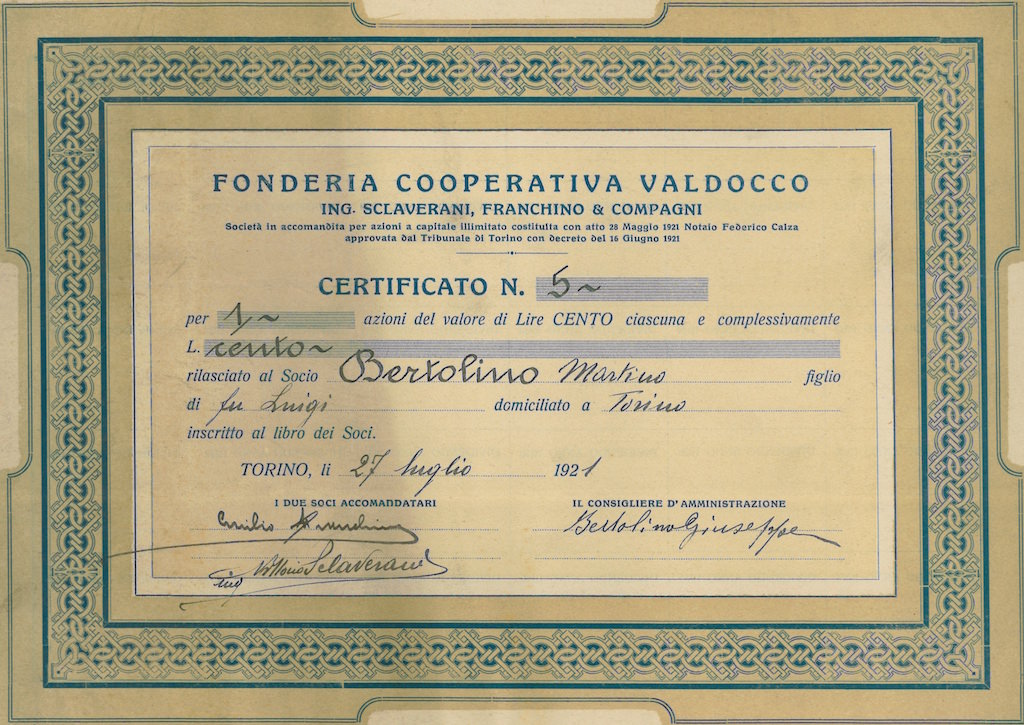 FONDERIA COOPERATIVA VALDOCCO
ING. SCLAVERANI, FRANCHINO & COMPAGNI
Società in accomandita per azioni a capitale illimitato costituita con atto 28 Maggio 1921 Notaio Federico Calza
approvata dal Tribunale di Torino con decreto del 16 Giugno 1921
CERTIFICATO N. 5~
per 1~ azioni del valore di Lire CENTO ciascuna e complessivamente
L. cento~
rilasciato al Socio Bertolino Martino figlio
di fu Luigi domiciliato a Torino
inscritto al libro dei Soci.
TORINO, li 27 luglio 1921
I DUE SOCI ACCOMANDATARI IL CONSIGLIERE D'AMMINISTRAZIONE
Emilio Bertolino Giuseppe
ing Vittorio Sclaverani